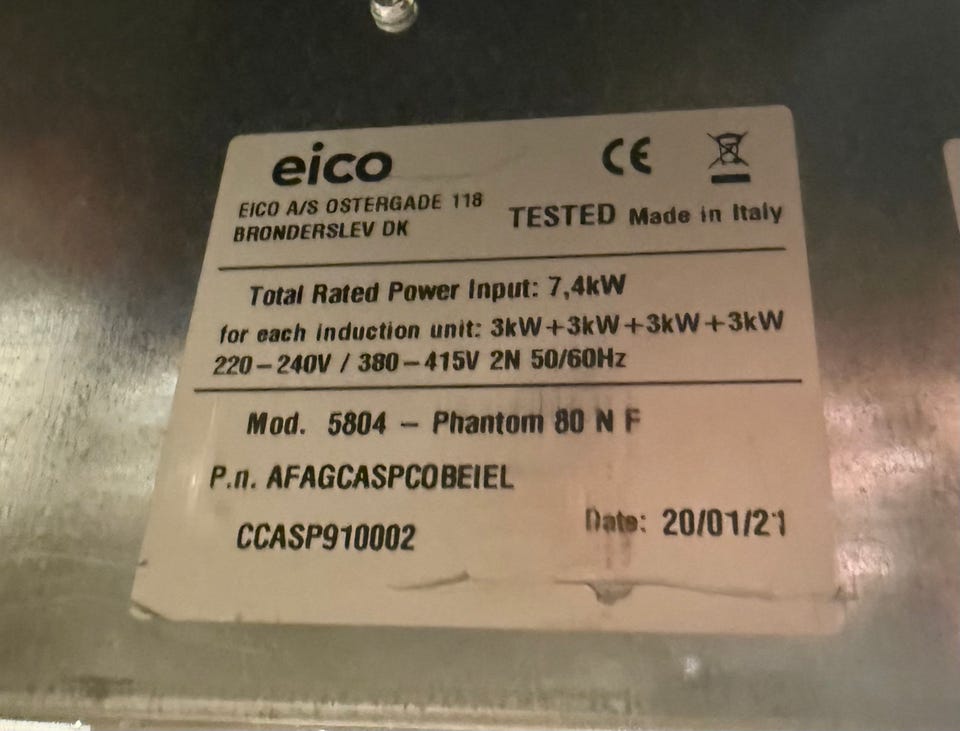 eico
CE
EICO A/S OSTERGADE 118
BRONDERSLEV DK
TESTED Made in Italy
Total Rated Power Input: 7,4kW
for each induction unit: 3kW+3kW+3kW+3kW
220-240V / 380-415V 2N 50/60Hz
Mod. 5804 - Phantom 80 N F
P.n. AFAGCASPCOBEIEL
CCASP910002
Date: 20/01/21